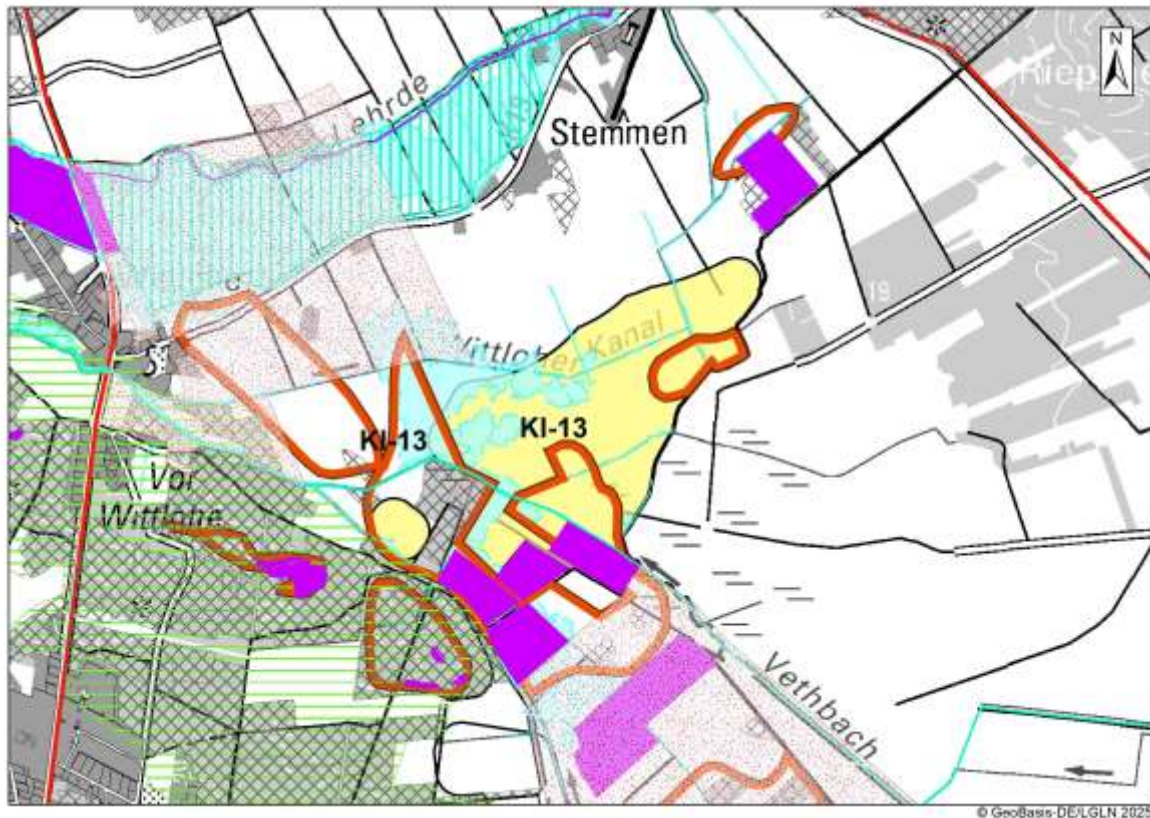 N
Lehrde
Stemmen
Wittloher Kanal
KI-13
KI-13
Vor
Wittlohe
Vethbach
© GeoBasis-DE/LGLN 2025